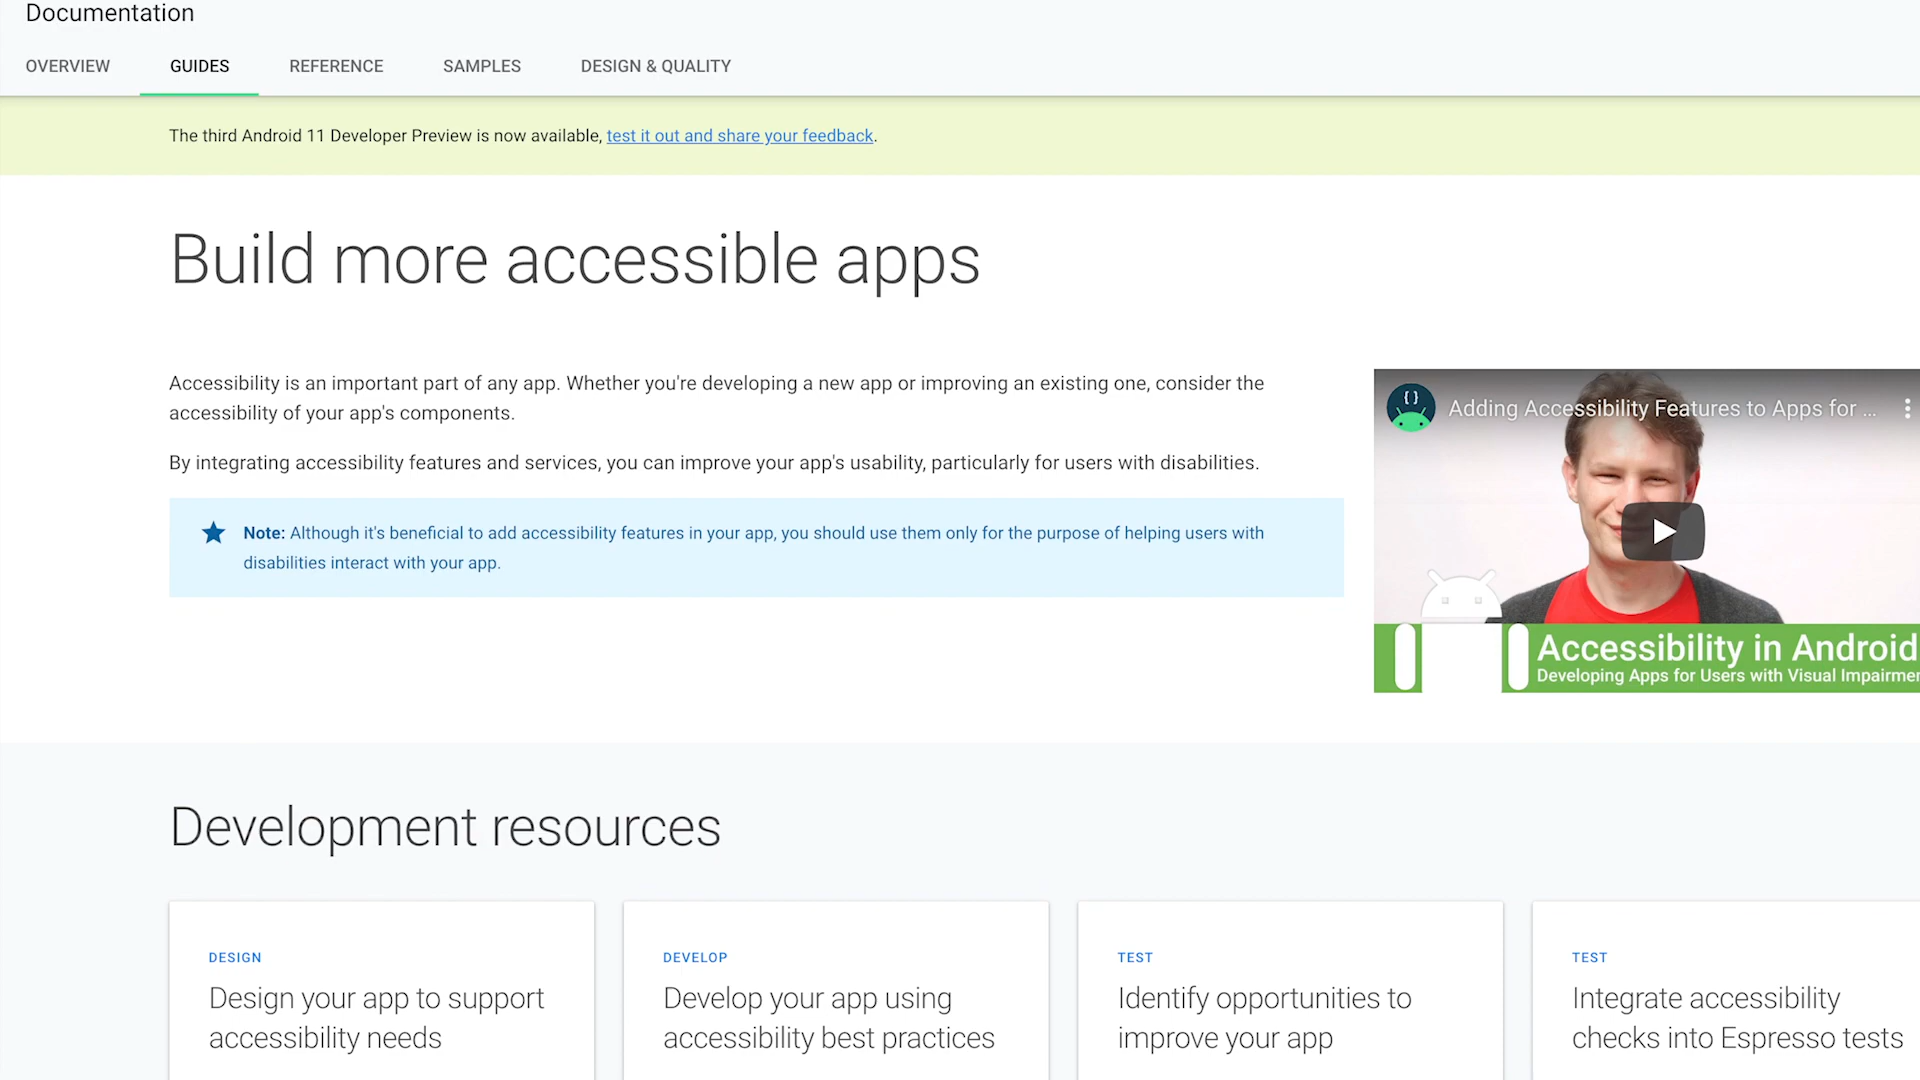 Documentation
OVERVIEW
GUIDES
REFERENCE
SAMPLES
DESIGN & QUALITY
The third Android 11 Developer Preview is now available, test it out and share your feedback.
Build more accessible apps
Accessibility is an important part of any app. Whether you're developing a new app or improving an existing one, consider the
accessibility of your app's components.
By integrating accessibility features and services, you can improve your app's usability, particularly for users with disabilities.
Note: Although it's beneficial to add accessibility features in your app, you should use them only for the purpose of helping users with
disabilities interact with your app.
Adding Accessibility Features to Apps for ...
Accessibility in Android
Developing Apps for Users with Visual
Development resources
DESIGN
Design your app to support
accessibility needs
DEVELOP
Develop your app using
accessibility best practices
TEST
Identify opportunities to
improve your app
TEST
Integrate accessibility
checks into Espresso tests